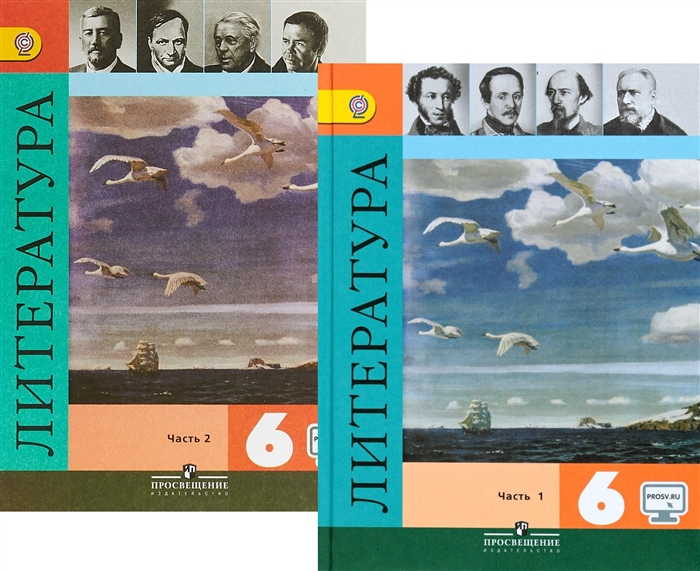 ЛИТЕРАТУРА
Часть 2
6
ПРОСВЕЩЕНИЕ
ИЗДАТЕЛЬСТВО
ЛИТЕРАТУРА
Часть 1
6
PROSV.RU
ПРОСВЕЩЕНИЕ
ИЗДАТЕЛЬСТВО